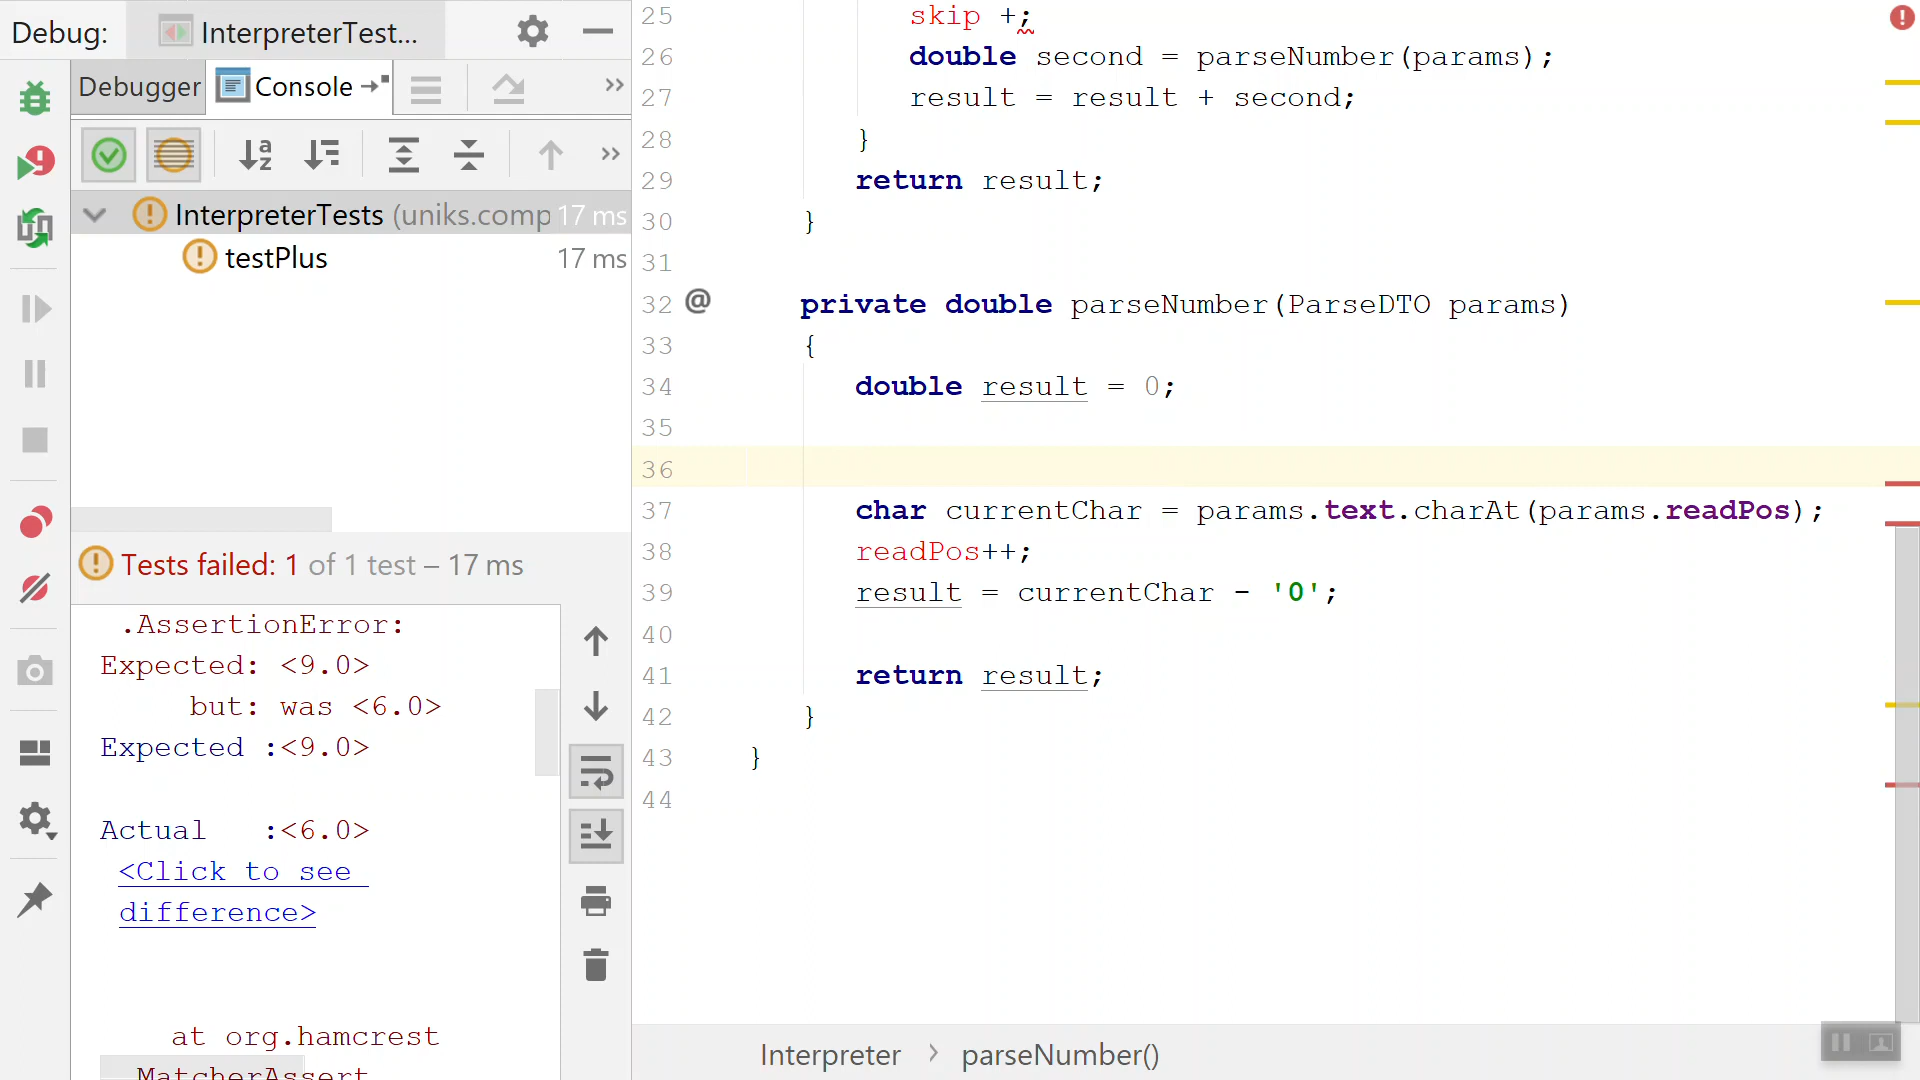 Debug: InterpreterTest...
Debugger Console
InterpreterTests (uniks.comp 17 ms
testPlus 17 ms
Tests failed: 1 of 1 test – 17 ms
.AssertionError:
Expected: <9.0>
but: was <6.0>
Expected :<9.0>
Actual :<6.0>
<Click to see
difference>
at org.hamcrest
.MatcherAssert
25 skip +;
26 double second = parseNumber(params);
27 result = result + second;
28 }
29 return result;
30 }
31
32 @ private double parseNumber(ParseDTO params)
33 {
34 double result = 0;
35
36
37 char currentChar = params.text.charAt(params.readPos);
38 readPos++;
39 result = currentChar - '0';
40
41 return result;
42 }
43 }
44
Interpreter > parseNumber()